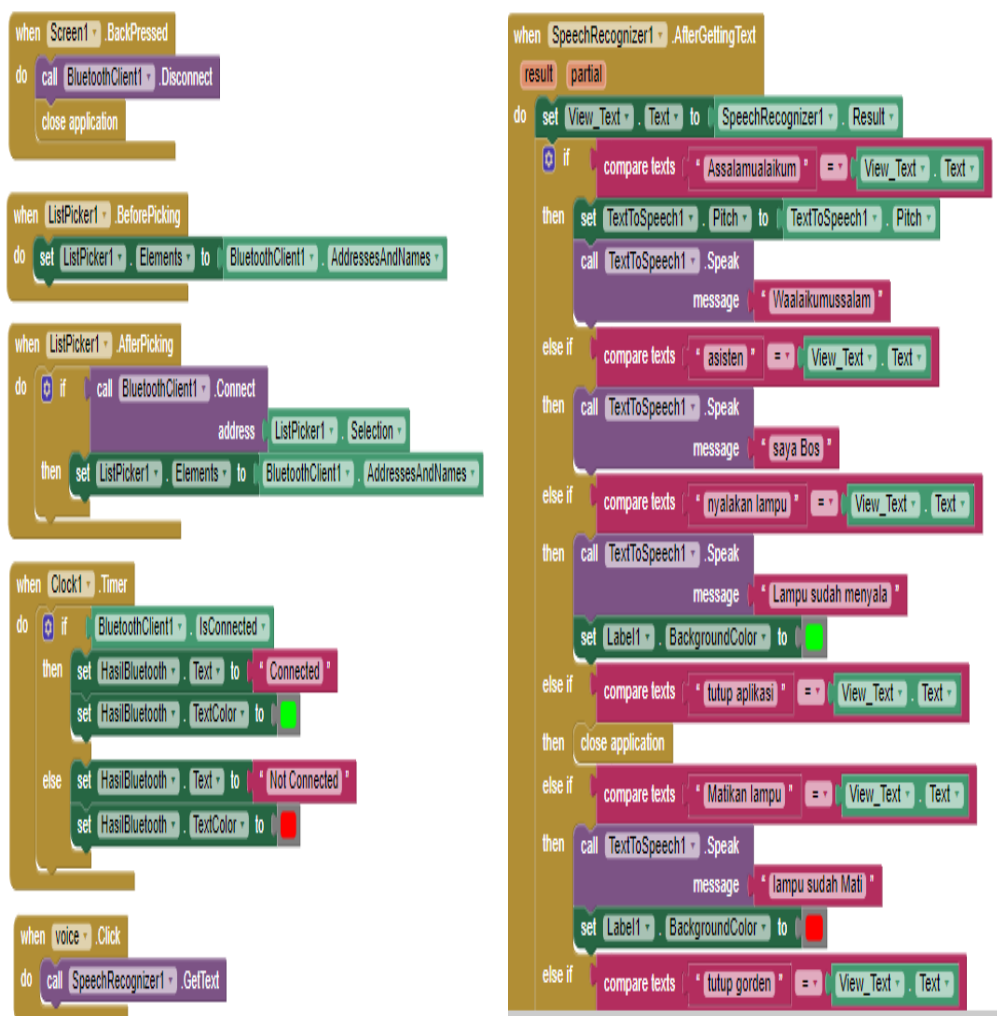 when Screen1 .BackPressed
do call BluetoothClient1 .Disconnect
close application
when ListPicker1 .BeforePicking
do set ListPicker1 . Elements to BluetoothClient1 . AddressesAndNames
when ListPicker1 .AfterPicking
do if call BluetoothClient1 .Connect
address ListPicker1 . Selection
then set ListPicker1 . Elements to BluetoothClient1 . AddressesAndNames
when Clock1 .Timer
do if BluetoothClient1 . IsConnected
then set HasilBluetooth . Text to " Connected "
set HasilBluetooth . TextColor to
else set HasilBluetooth . Text to " Not Connected "
set HasilBluetooth . TextColor to
when voice .Click
do call SpeechRecognizer1 .GetText
when SpeechRecognizer1 .AfterGettingText
result partial
do set View_Text . Text to SpeechRecognizer1 . Result
if compare texts " Assalamualaikum " = View_Text . Text
then set TextToSpeech1 . Pitch to TextToSpeech1 . Pitch
call TextToSpeech1 .Speak
message " Waalaikumussalam "
else if compare texts " asisten " = View_Text . Text
then call TextToSpeech1 .Speak
message " saya Bos "
else if compare texts " nyalakan lampu " = View_Text . Text
then call TextToSpeech1 .Speak
message " Lampu sudah menyala "
set Label1 . BackgroundColor to
else if compare texts " tutup aplikasi " = View_Text . Text
then close application
else if compare texts " Matikan lampu " = View_Text . Text
then call TextToSpeech1 .Speak
message " lampu sudah Mati "
set Label1 . BackgroundColor to
else if compare texts " tutup gorden " = View_Text . Text